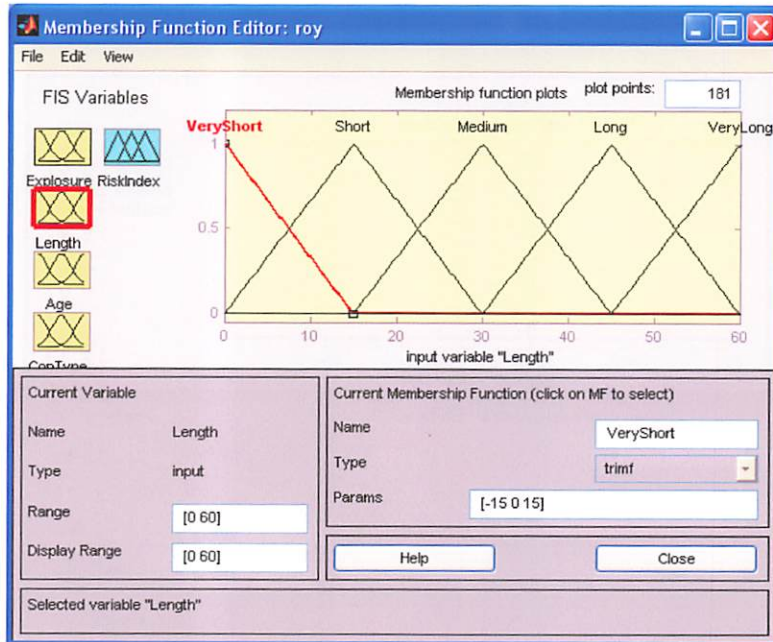 Membership Function Editor: roy
File Edit View
FIS Variables
Membership function plots plot points: 181
VeryShort Short Medium Long VeryLong
1
0.5
0
0 10 20 30 40 50 60
input variable "Length"
Explosure RiskIndex
Length
Age
ConType
Current Variable
Name Length
Type input
Range [0 60]
Display Range [0 60]
Current Membership Function (click on MF to select)
Name VeryShort
Type trimf
Params [-15 0 15]
Help Close
Selected variable "Length"